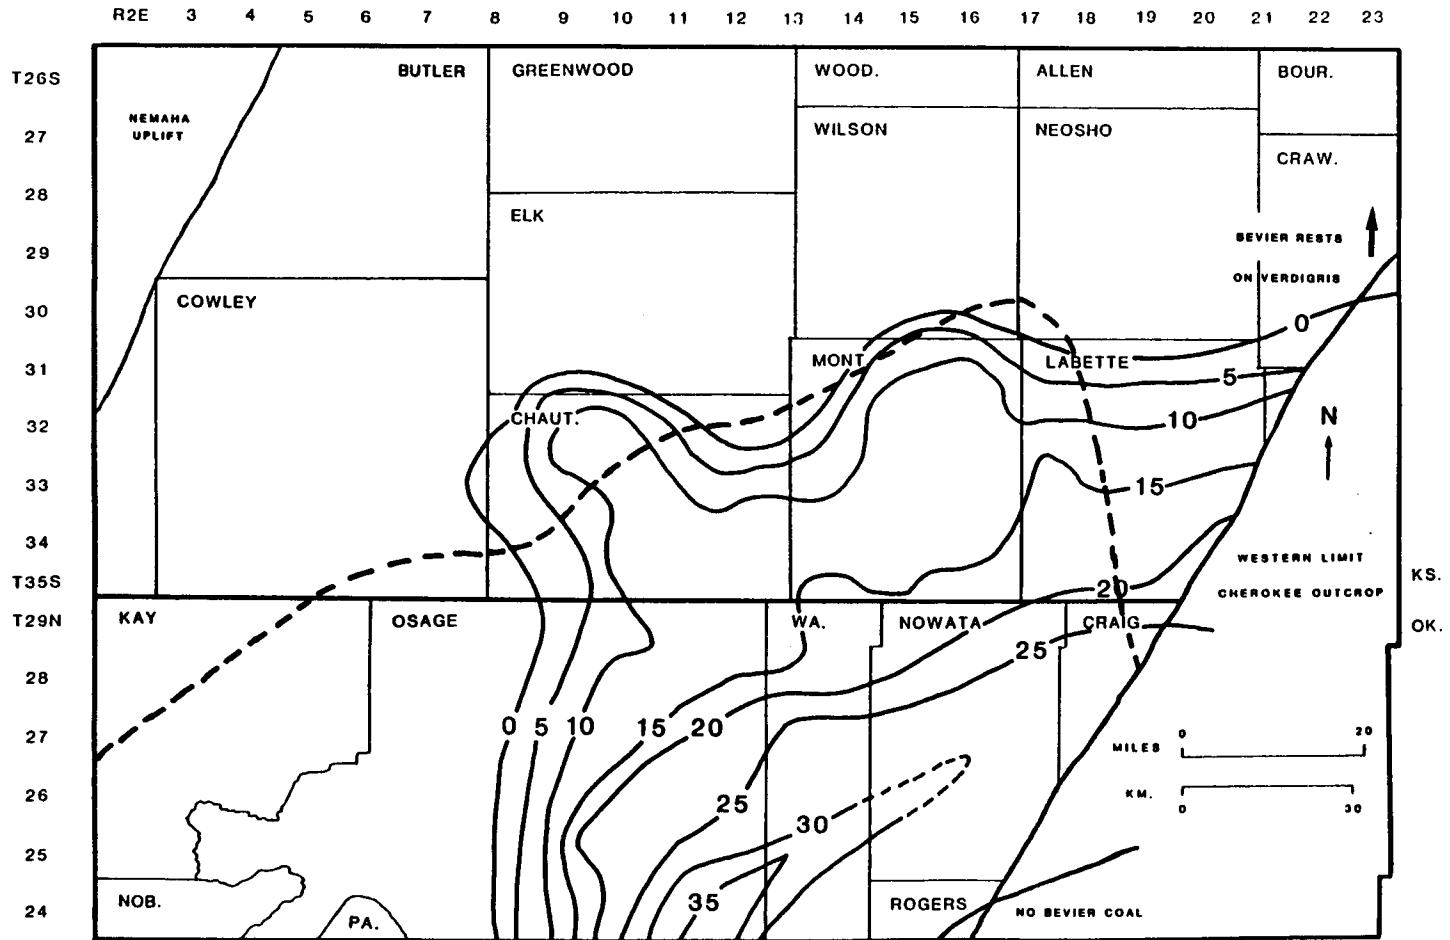 R2E 3 4 5 6 7 8 9 10 11 12 13 14 15 16 17 18 19 20 21 22 23
T26S
BUTLER
GREENWOOD
WOOD.
ALLEN
BOUR.
NEMAHA
UPLIFT
27
WILSON
NEOSHO
CRAW.
28
ELK
BEVIER RESTS
29
ON VERDIGRIS
COWLEY
30
0
31
MONT.
LABETTE
5
32
CHAUT.
10
N
33
15
34
WESTERN LIMIT
T35S
20
CHEROKEE OUTCROP
KS.
T29N
KAY
OSAGE
WA.
NOWATA
CRAIG
OK.
25
28
27
0 5 10 15 20
0 20
MILES
26
25
30
KM.
0 30
25
NOB.
35
ROGERS
24
PA.
NO BEVIER COAL